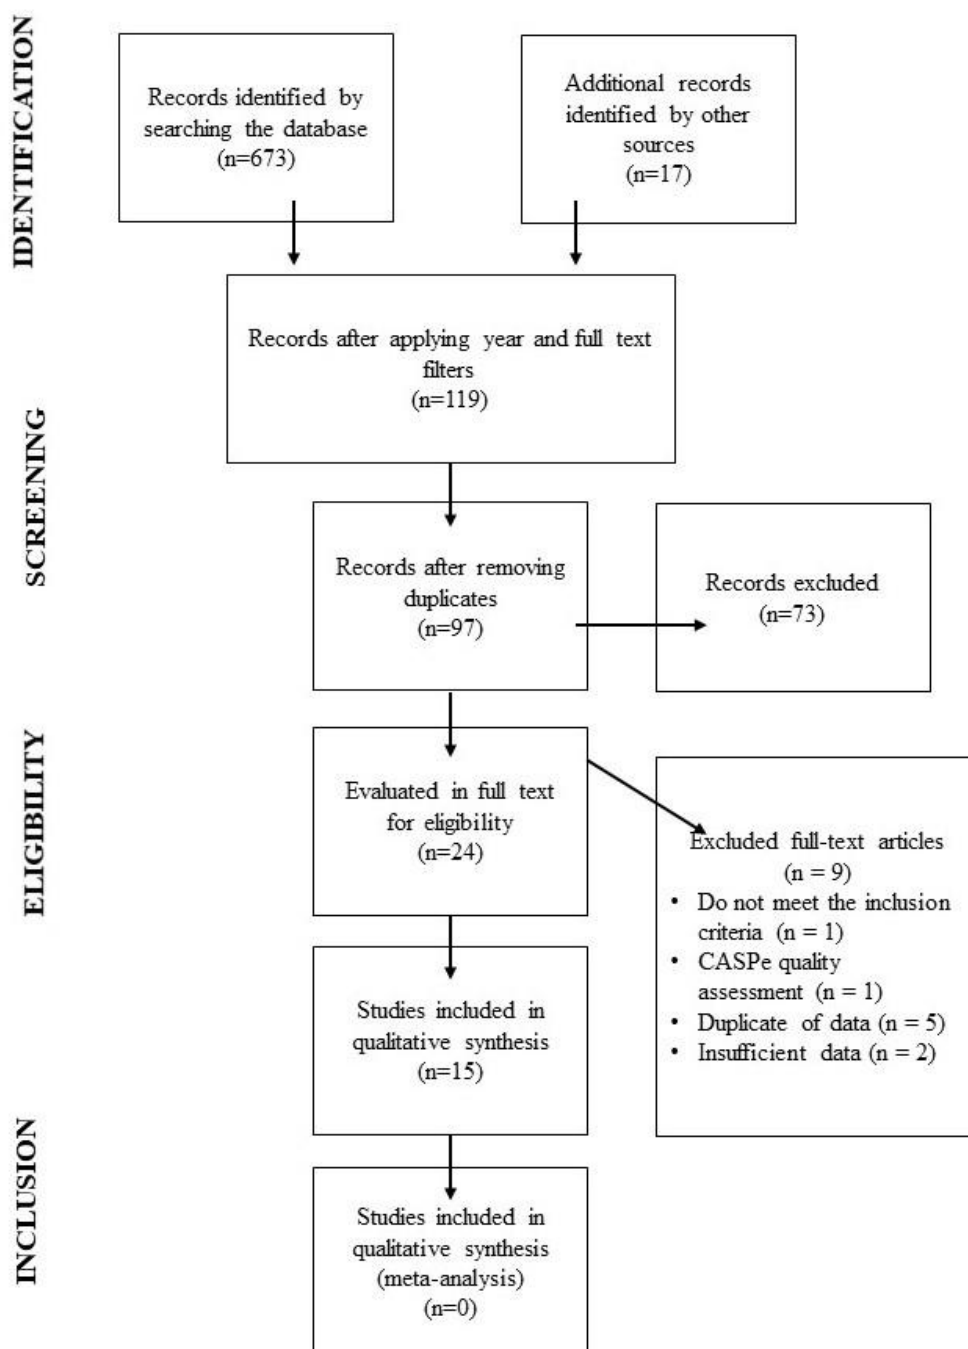 IDENTIFICATION
Records identified by
searching the database
(n=673)
Additional records
identified by other
sources
(n=17)
Records after applying year and full text
filters
(n=119)
SCREENING
Records after removing
duplicates
(n=97)
Records excluded
(n=73)
ELIGIBILITY
Evaluated in full text
for eligibility
(n=24)
Excluded full-text articles
(n = 9)
• Do not meet the inclusion
criteria (n = 1)
• CASPe quality
assessment (n = 1)
• Duplicate of data (n = 5)
• Insufficient data (n = 2)
Studies included in
qualitative synthesis
(n=15)
INCLUSION
Studies included in
qualitative synthesis
(meta-analysis)
(n=0)